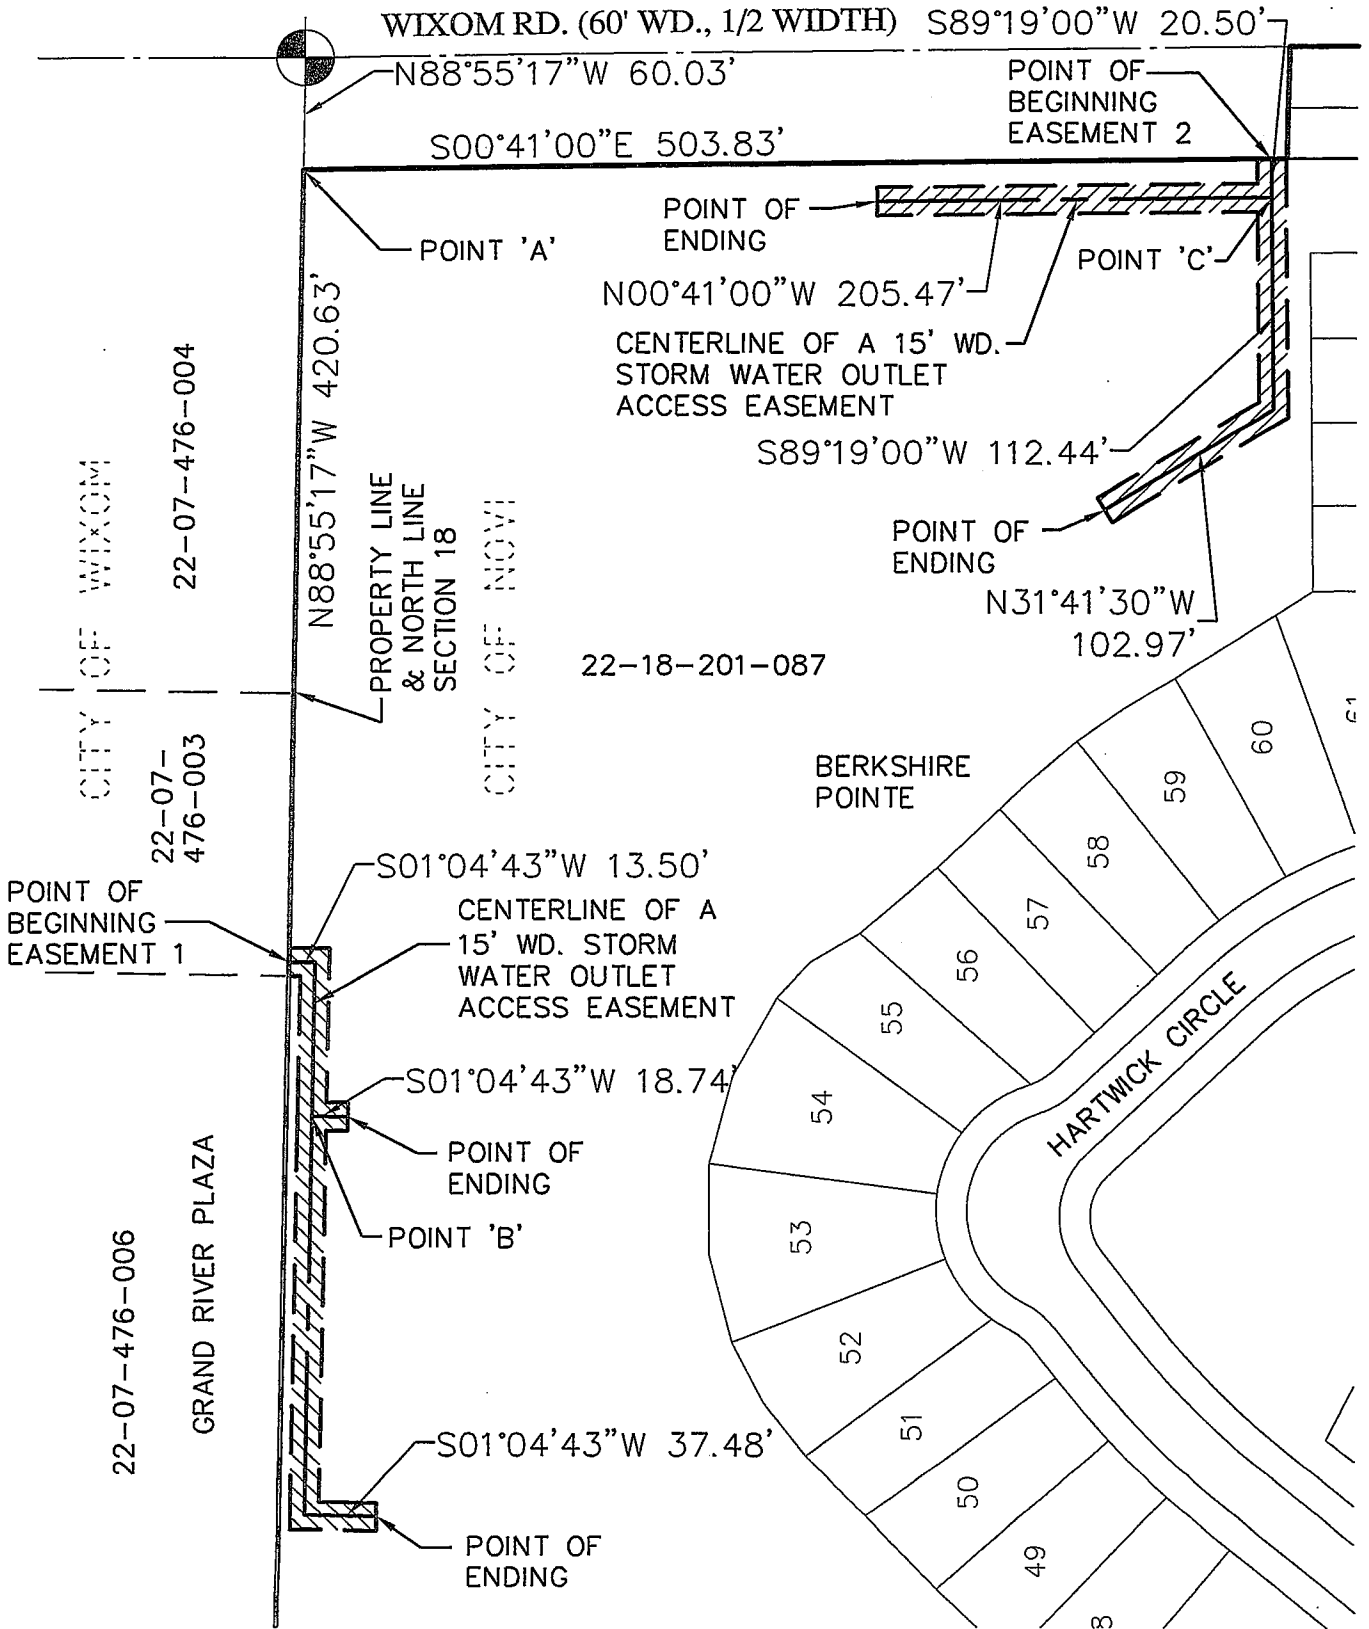 WIXOM RD. (60' WD., 1/2 WIDTH)
S89°19'00"W 20.50'
N88°55'17"W 60.03'
POINT OF
BEGINNING
EASEMENT 2
S00°41'00"E 503.83'
POINT OF
ENDING
POINT 'A'
POINT 'C'
N00°41'00"W 205.47'
CENTERLINE OF A 15' WD.
STORM WATER OUTLET
ACCESS EASEMENT
N88°55'17"W 420.63'
22-07-476-004
S89°19'00"W 112.44'
CITY OF WIXOM
PROPERTY LINE
& NORTH LINE
SECTION 18
CITY OF NOVI
POINT OF
ENDING
N31°41'30"W
102.97'
22-18-201-087
22-07-
476-003
BERKSHIRE
POINTE
61
60
59
58
57
56
55
54
53
52
51
50
49
8
HARTWICK CIRCLE
S01°04'43"W 13.50'
POINT OF
BEGINNING
EASEMENT 1
CENTERLINE OF A
15' WD. STORM
WATER OUTLET
ACCESS EASEMENT
S01°04'43"W 18.74'
POINT OF
ENDING
POINT 'B'
GRAND RIVER PLAZA
22-07-476-006
S01°04'43"W 37.48'
POINT OF
ENDING